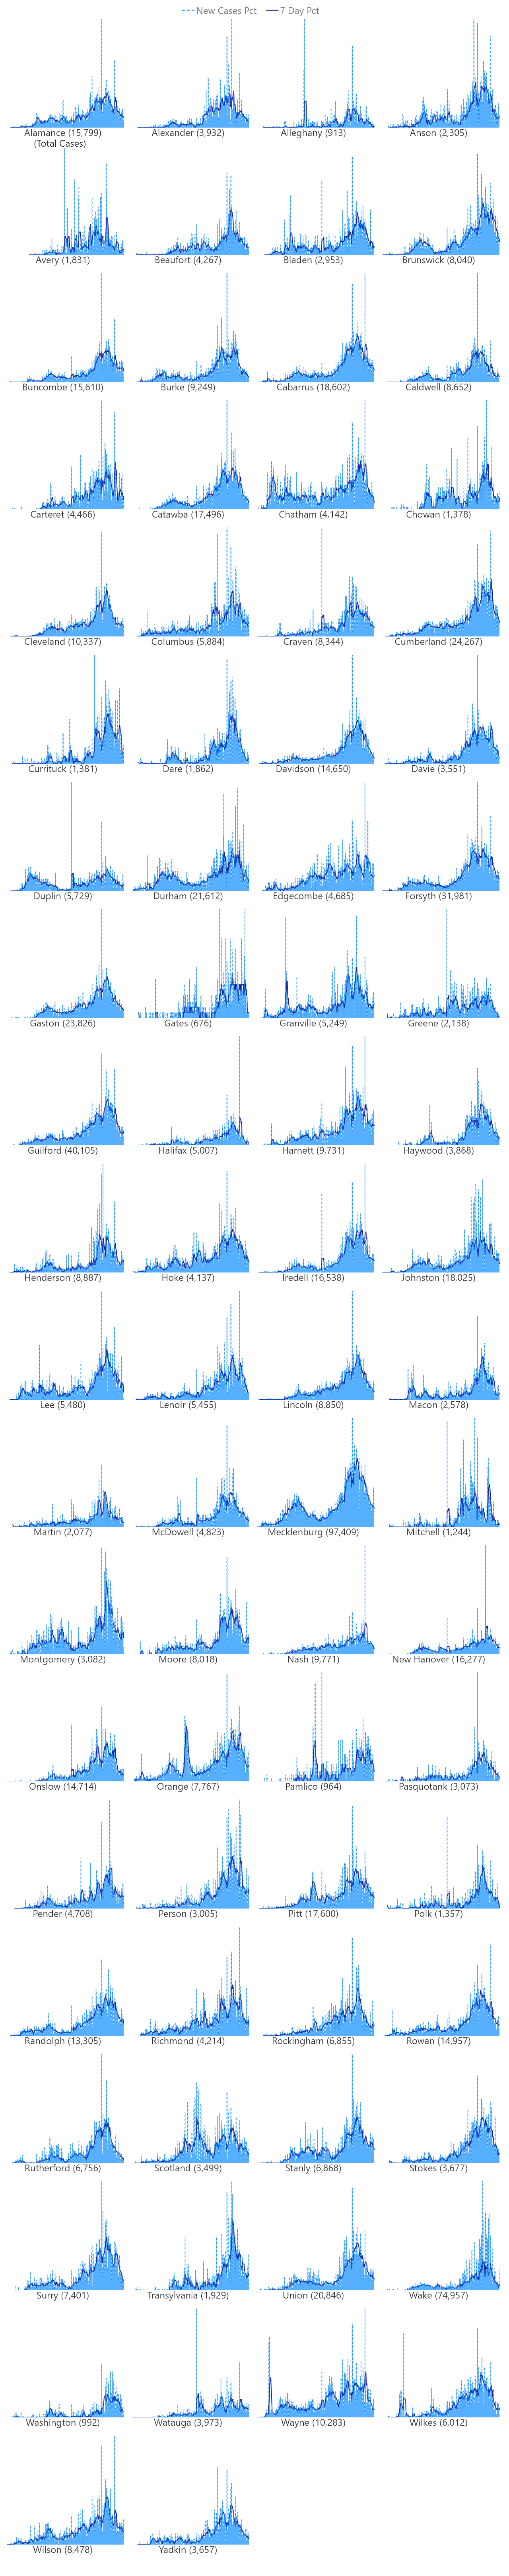 New Cases Pct 7 Day Pct
Alamance (15,799) Alexander (3,932) Alleghany (913) Anson (2,305)
(Total Cases)
Avery (1,831) Beaufort (4,267) Bladen (2,953) Brunswick (8,040)
Buncombe (15,610) Burke (9,249) Cabarrus (18,602) Caldwell (8,652)
Carteret (4,466) Catawba (17,496) Chatham (4,142) Chowan (1,378)
Cleveland (10,337) Columbus (5,884) Craven (8,344) Cumberland (24,267)
Currituck (1,381) Dare (1,862) Davidson (14,650) Davie (3,551)
Duplin (5,729) Durham (21,612) Edgecombe (4,685) Forsyth (31,981)
Gaston (23,826) Gates (676) Granville (5,249) Greene (2,138)
Guilford (40,105) Halifax (5,007) Harnett (9,731) Haywood (3,868)
Henderson (8,887) Hoke (4,137) Iredell (16,538) Johnston (18,025)
Lee (5,480) Lenoir (5,455) Lincoln (8,850) Macon (2,578)
Martin (2,077) McDowell (4,823) Mecklenburg (97,409) Mitchell (1,244)
Montgomery (3,082) Moore (8,018) Nash (9,771) New Hanover (16,277)
Onslow (14,714) Orange (7,767) Pamlico (964) Pasquotank (3,073)
Pender (4,708) Person (3,005) Pitt (17,600) Polk (1,357)
Randolph (13,305) Richmond (4,214) Rockingham (6,855) Rowan (14,957)
Rutherford (6,756) Scotland (3,499) Stanly (6,868) Stokes (3,677)
Surry (7,401) Transylvania (1,929) Union (20,846) Wake (74,957)
Washington (992) Watauga (3,973) Wayne (10,283) Wilkes (6,012)
Wilson (8,478) Yadkin (3,657)